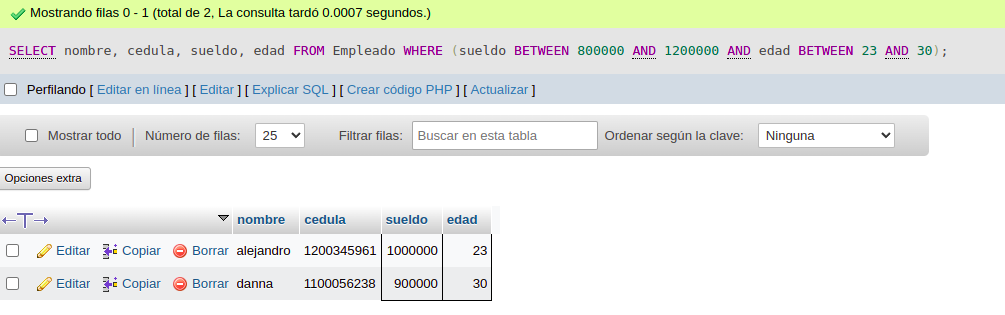 Mostrando filas 0 - 1 (total de 2, La consulta tardó 0.0007 segundos.)
SELECT nombre, cedula, sueldo, edad FROM Empleado WHERE (sueldo BETWEEN 800000 AND 1200000 AND edad BETWEEN 23 AND 30);
Perfilando [ Editar en línea ] [ Editar ] [ Explicar SQL ] [ Crear código PHP ] [ Actualizar ]
Mostrar todo Número de filas: 25 Filtrar filas: Buscar en esta tabla Ordenar según la clave: Ninguna
Opciones extra
←T→ nombre cedula sueldo edad
Editar Copiar Borrar alejandro 1200345961 1000000 23
Editar Copiar Borrar danna 1100056238 900000 30